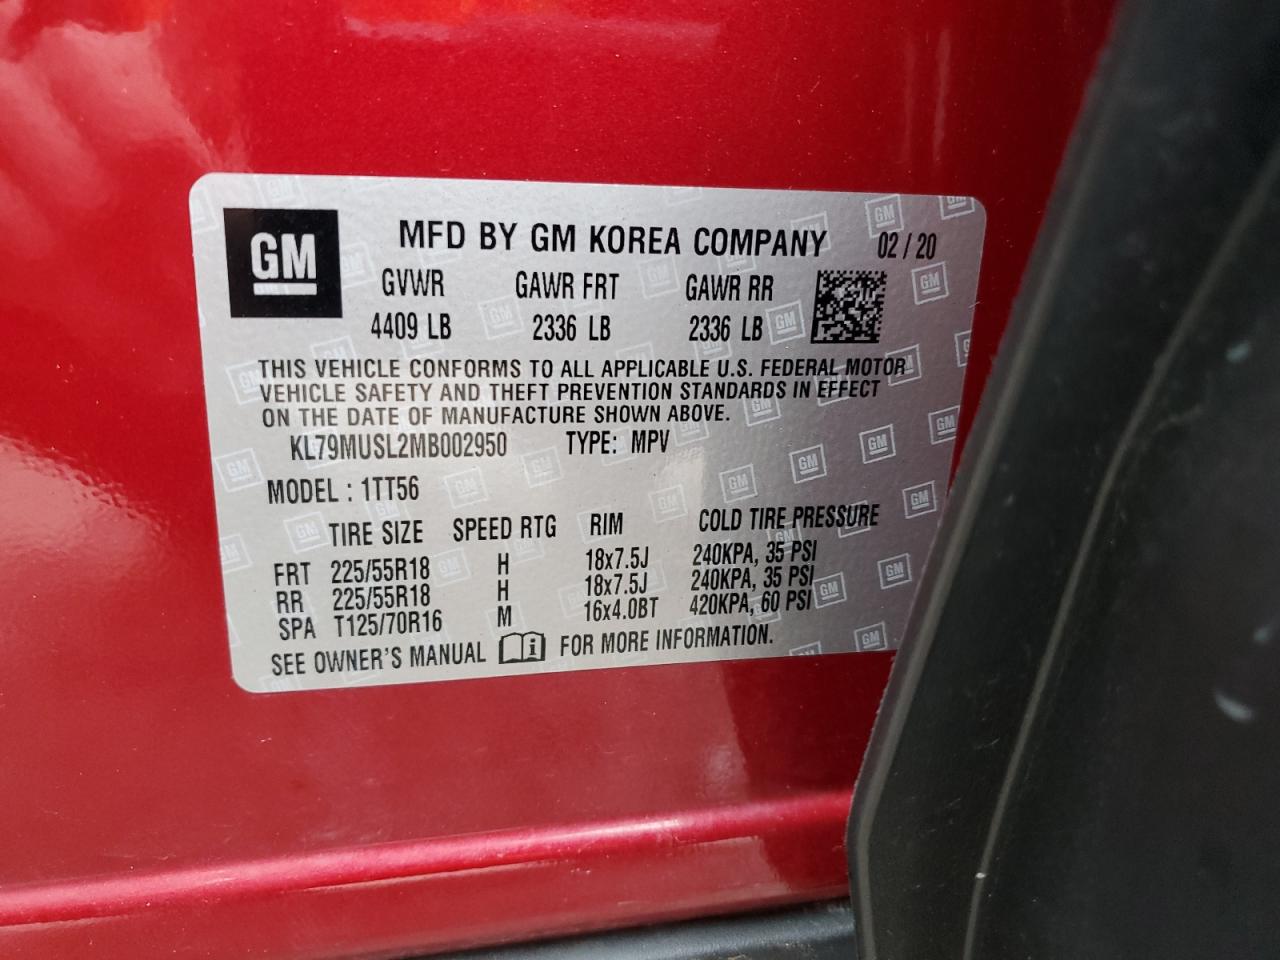 GM MFD BY GM KOREA COMPANY 02 / 20
GVWR GAWR FRT GAWR RR
4409 LB 2336 LB 2336 LB
THIS VEHICLE CONFORMS TO ALL APPLICABLE U.S. FEDERAL MOTOR
VEHICLE SAFETY AND THEFT PREVENTION STANDARDS IN EFFECT
ON THE DATE OF MANUFACTURE SHOWN ABOVE.
KL79MUSL2MB002950 TYPE: MPV
MODEL : 1TT56
TIRE SIZE SPEED RTG RIM COLD TIRE PRESSURE
FRT 225/55R18 H 18x7.5J 240KPA, 35 PSI
RR 225/55R18 H 18x7.5J 240KPA, 35 PSI
SPA T125/70R16 M 16x4.0BT 420KPA, 60 PSI
SEE OWNER'S MANUAL i FOR MORE INFORMATION.